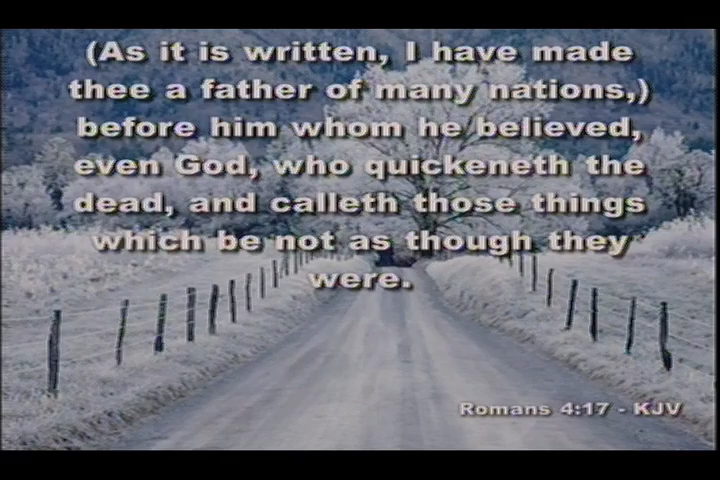 (As it is written, I have made
thee a father of many nations,)
before him whom he believed,
even God, who quickeneth the
dead, and calleth those things
which be not as though they
were.
Romans 4:17 - KJV